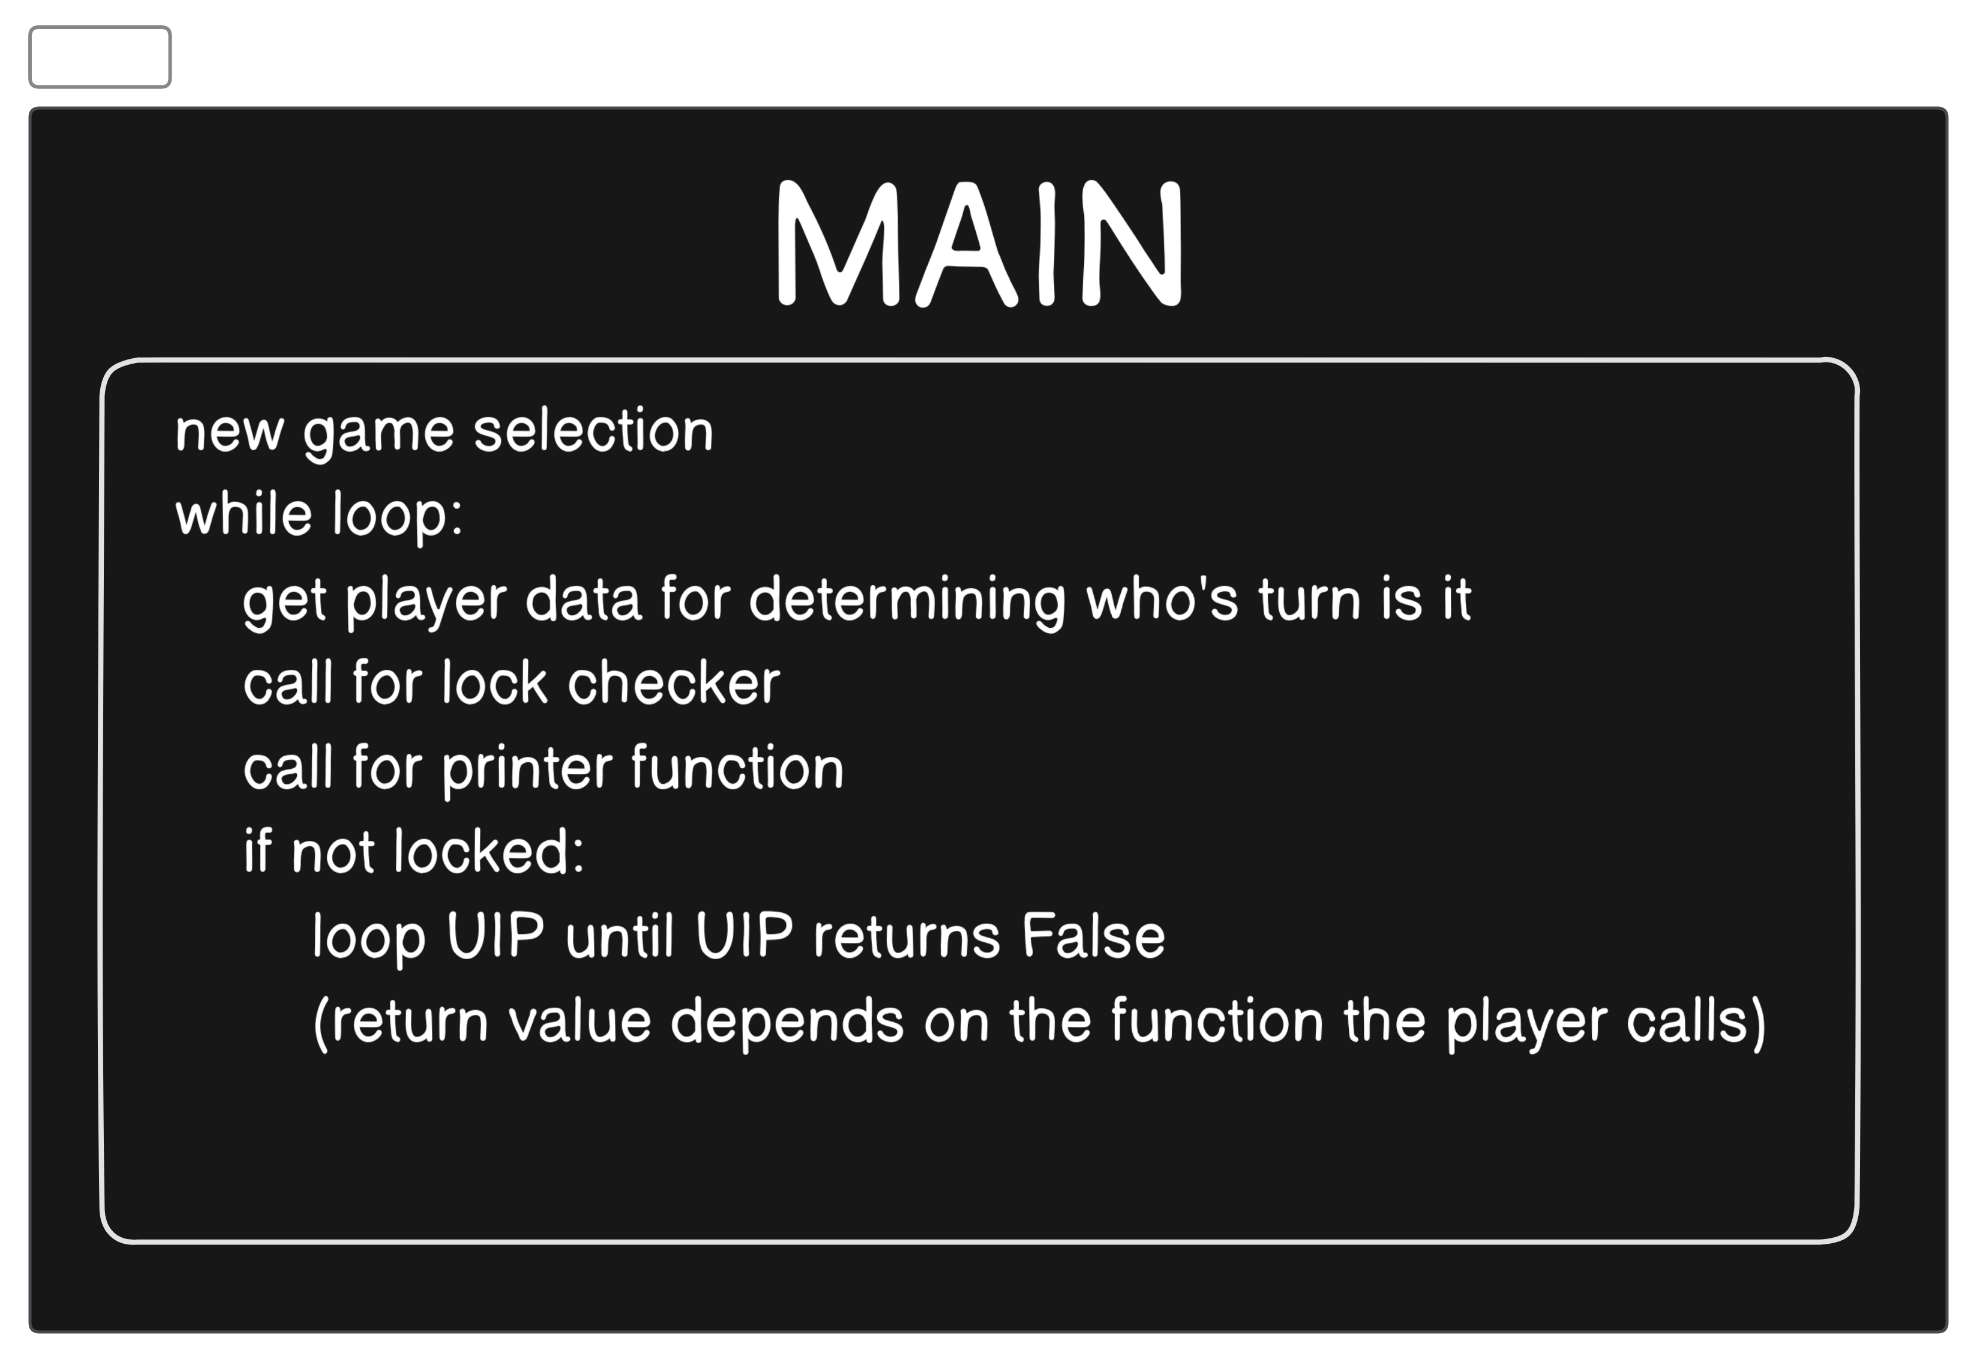 MAIN
new game selection
while loop:
get player data for determining who's turn is it
call for lock checker
call for printer function
if not locked:
loop UIP until UIP returns False
(return value depends on the function the player calls)